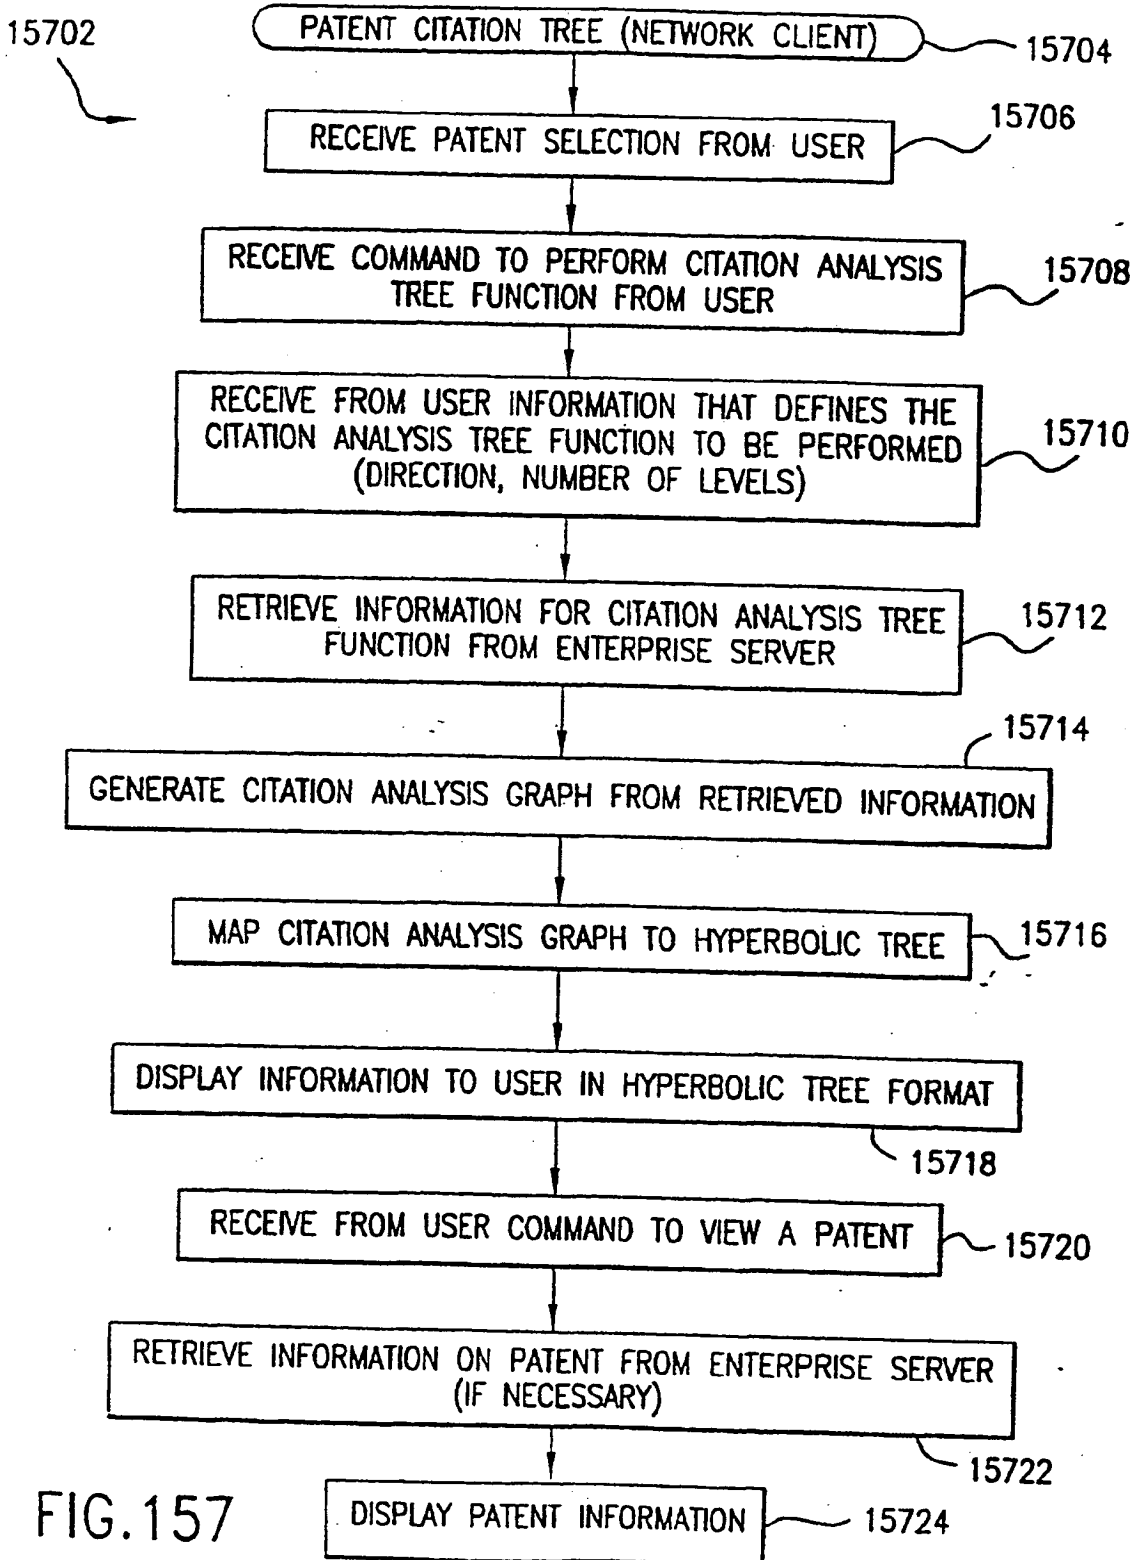 15702
PATENT CITATION TREE (NETWORK CLIENT)
15704
RECEIVE PATENT SELECTION FROM USER
15706
RECEIVE COMMAND TO PERFORM CITATION ANALYSIS
TREE FUNCTION FROM USER
15708
RECEIVE FROM USER INFORMATION THAT DEFINES THE
CITATION ANALYSIS TREE FUNCTION TO BE PERFORMED
(DIRECTION, NUMBER OF LEVELS)
15710
RETRIEVE INFORMATION FOR CITATION ANALYSIS TREE
FUNCTION FROM ENTERPRISE SERVER
15712
15714
GENERATE CITATION ANALYSIS GRAPH FROM RETRIEVED INFORMATION
MAP CITATION ANALYSIS GRAPH TO HYPERBOLIC TREE
15716
DISPLAY INFORMATION TO USER IN HYPERBOLIC TREE FORMAT
15718
RECEIVE FROM USER COMMAND TO VIEW A PATENT
15720
RETRIEVE INFORMATION ON PATENT FROM ENTERPRISE SERVER
(IF NECESSARY)
15722
DISPLAY PATENT INFORMATION
15724
FIG.157